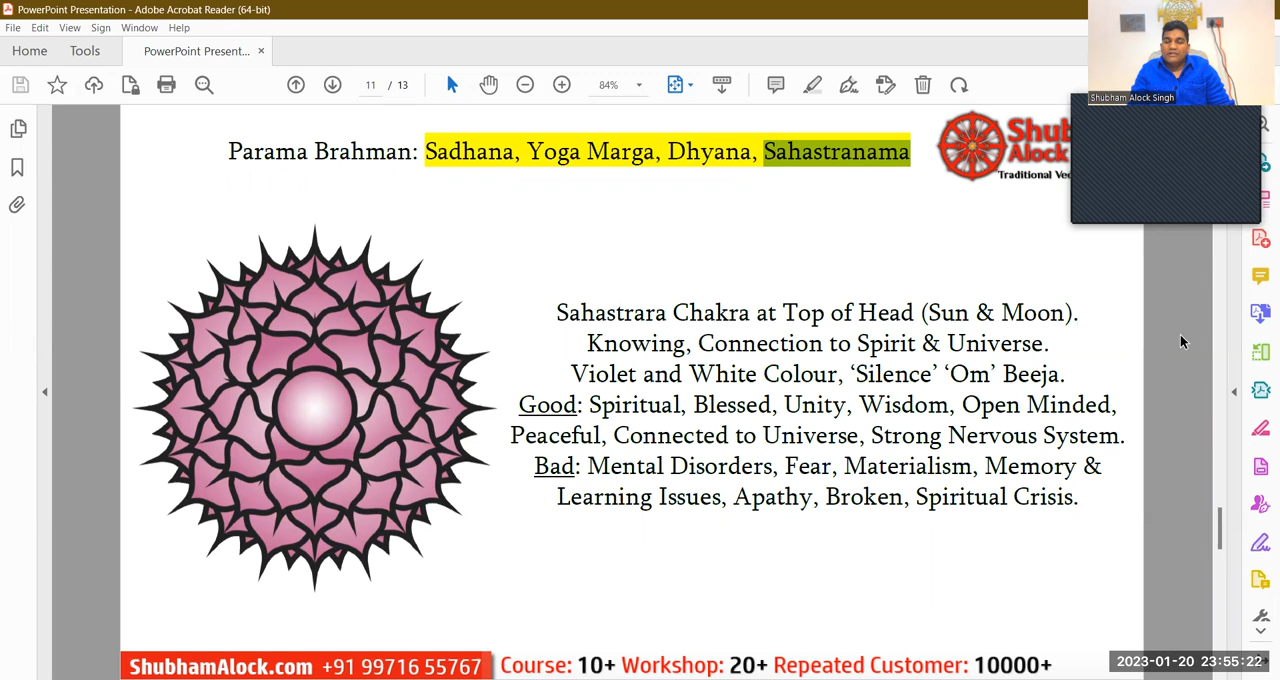 PowerPoint Presentation - Adobe Acrobat Reader (64-bit)
File Edit View Sign Window Help
Home Tools PowerPoint Present... ×
11 / 13 84%
Shubham Alock Singh
Parama Brahman: Sadhana, Yoga Marga, Dhyana, Sahastranama
Shub
Alock
Traditional Ved
Sahastrara Chakra at Top of Head (Sun & Moon).
Knowing, Connection to Spirit & Universe.
Violet and White Colour, ‘Silence’ ‘Om’ Beeja.
Good: Spiritual, Blessed, Unity, Wisdom, Open Minded,
Peaceful, Connected to Universe, Strong Nervous System.
Bad: Mental Disorders, Fear, Materialism, Memory &
Learning Issues, Apathy, Broken, Spiritual Crisis.
ShubhamAlock.com +91 99716 55767 Course: 10+ Workshop: 20+ Repeated Customer: 10000+
2023-01-20 23:55:22